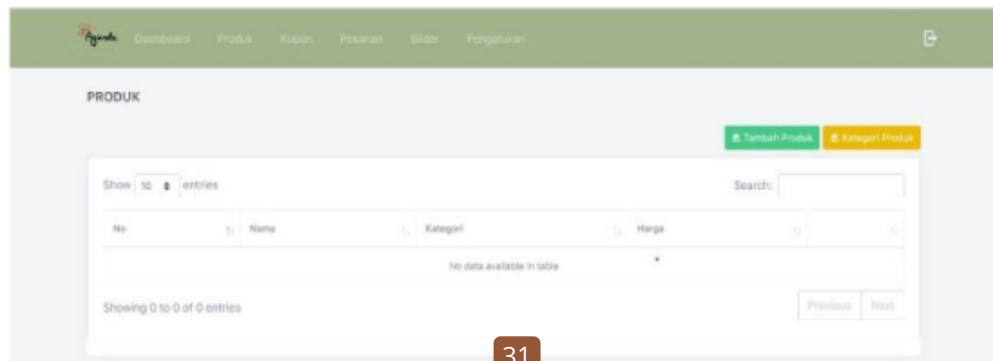 Ayunda Dashboard Produk Kupon Pesanan Slider Pengaturan
PRODUK
Tambah Produk Kategori Produk
Show 10 entries Search:
No Nama Kategori Harga
No data available in table
Showing 0 to 0 of 0 entries Previous Next
31